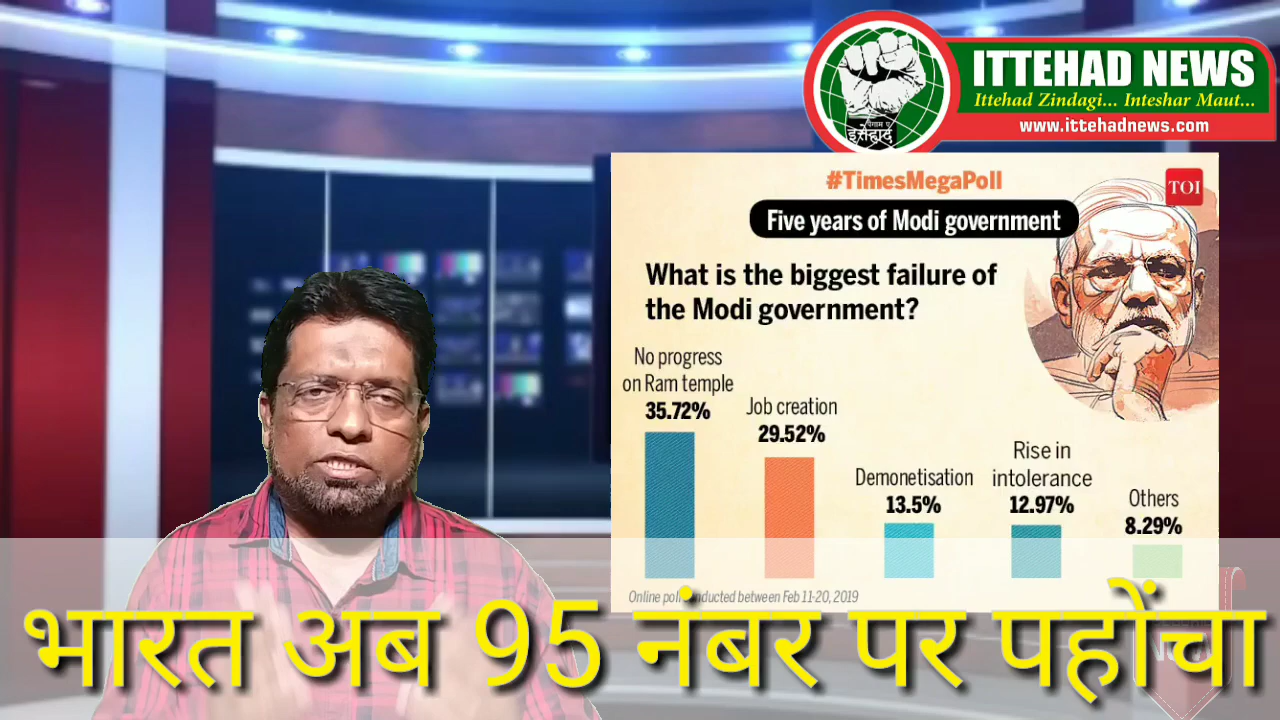 ITTEHAD NEWS
Ittehad Zindagi... Inteshar Maut...
www.ittehadnews.com
पैग़ाम ए
इत्तेहाद
#TimesMegaPoll
TOI
Five years of Modi government
What is the biggest failure of
the Modi government?
No progress
on Ram temple
35.72%
Job creation
29.52%
Demonetisation
13.5%
Rise in
intolerance
12.97%
Others
8.29%
Online poll conducted between Feb 11-20, 2019
भारत अब 95 नंबर पर पहोंचा